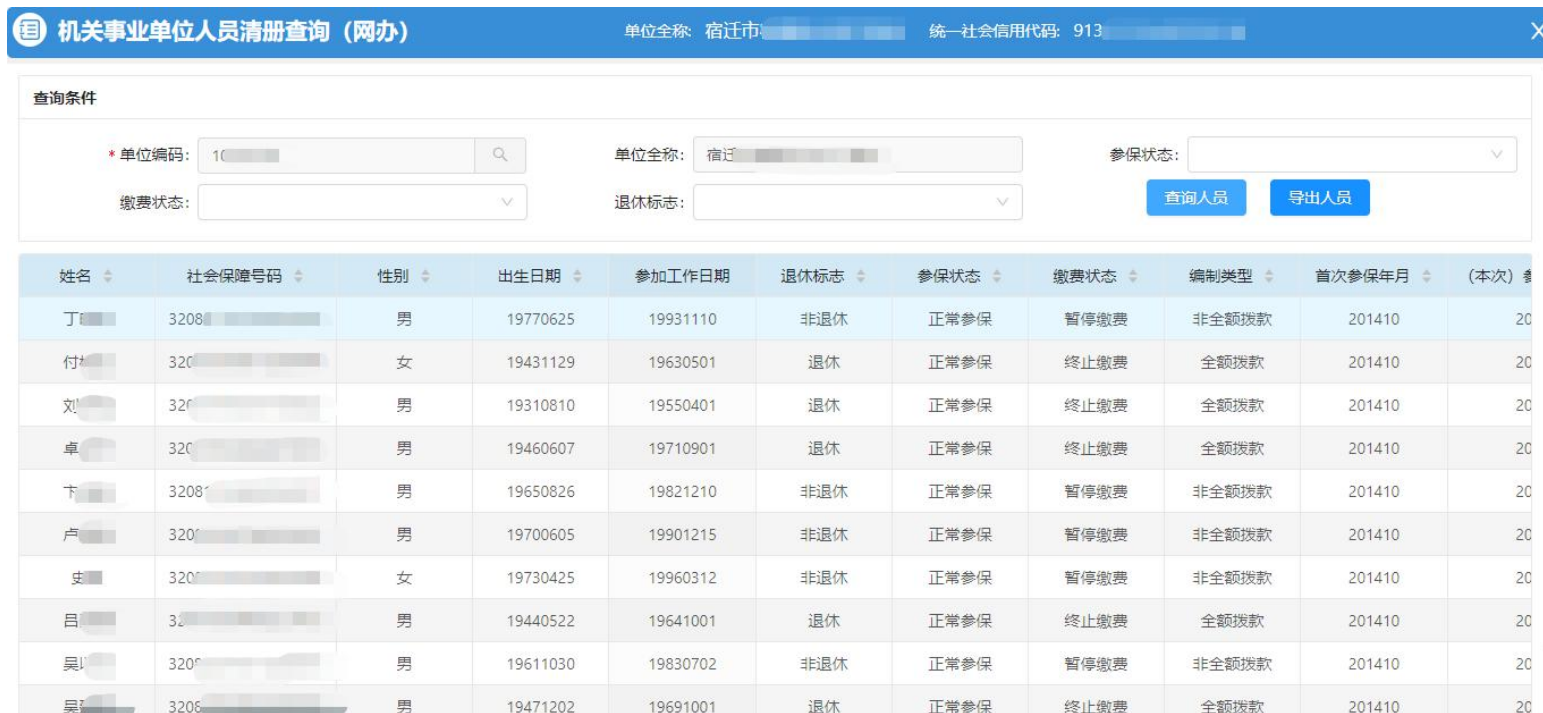 机关事业单位人员清册查询（网办） 单位全称: 宿迁市 统一社会信用代码: 913 X
查询条件
* 单位编码: 10 单位全称: 宿迁 参保状态:
缴费状态: 退休标志: 查询人员 导出人员
姓名 社会保障号码 性别 出生日期 参加工作日期 退休标志 参保状态 缴费状态 编制类型 首次参保年月 （本次）
丁 3208 男 19770625 19931110 非退休 正常参保 暂停缴费 非全额拨款 201410 20
付 320 女 19431129 19630501 退休 正常参保 终止缴费 全额拨款 201410 20
刘 320 男 19310810 19550401 退休 正常参保 终止缴费 全额拨款 201410 20
卓 320 男 19460607 19710901 退休 正常参保 终止缴费 全额拨款 201410 20
卞 3208 男 19650826 19821210 非退休 正常参保 暂停缴费 非全额拨款 201410 20
卢 320 男 19700605 19901215 非退休 正常参保 暂停缴费 非全额拨款 201410 20
史 320 女 19730425 19960312 非退休 正常参保 暂停缴费 非全额拨款 201410 20
吕 32 男 19440522 19641001 退休 正常参保 终止缴费 全额拨款 201410 20
吴 320 男 19611030 19830702 非退休 正常参保 暂停缴费 非全额拨款 201410 20
吴 3208 男 19471202 19691001 退休 正常参保 终止缴费 全额拨款 201410 20